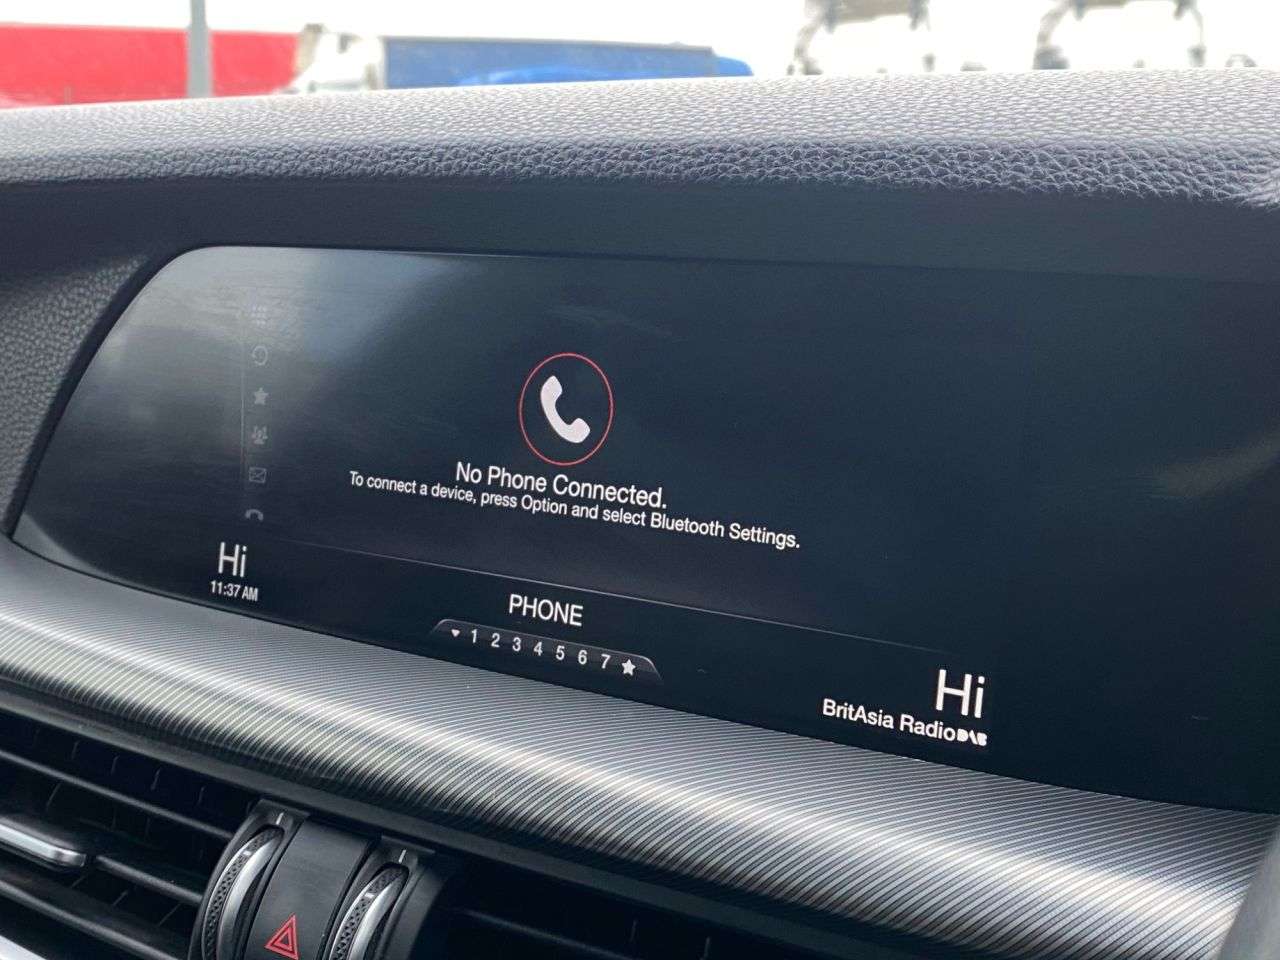 No Phone Connected.
To connect a device, press Option and select Bluetooth Settings.
Hi
11:37 AM
PHONE
1 2 3 4 5 6 7
Hi
BritAsia Radio DAB